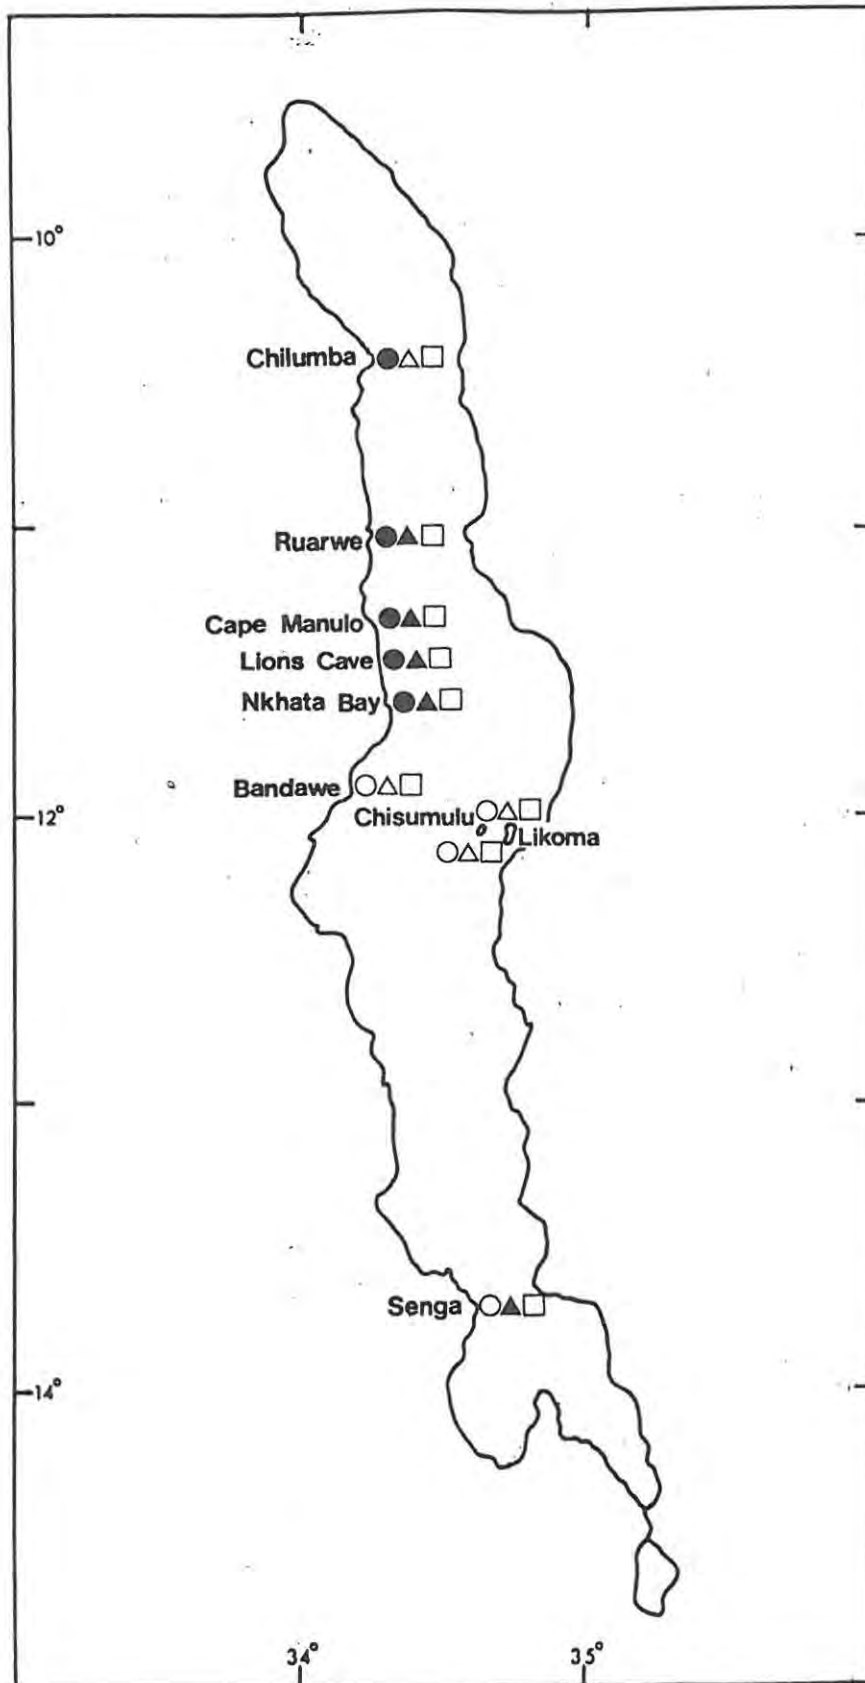 10°
Chilumba
Ruarwe
Cape Manulo
Lions Cave
Nkhata Bay
Bandawe
12°
Chisumulu
Likoma
Senga
14°
34° 35°